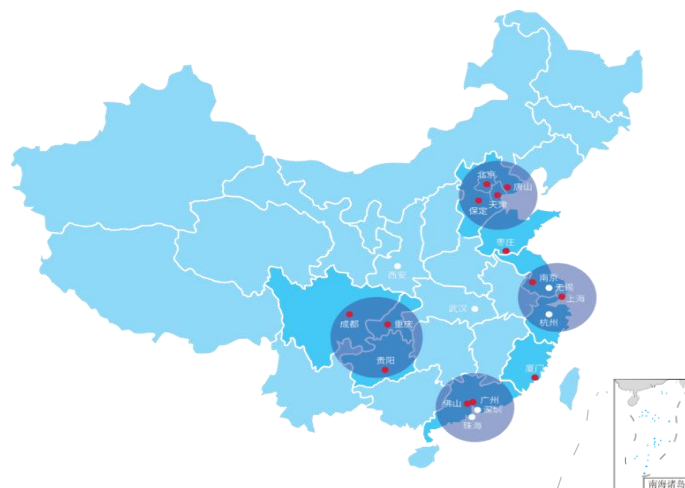 北京
唐山
天津
保定
枣庄
西安
南京
无锡
上海
武汉
杭州
成都
重庆
贵阳
厦门
佛山
广州
深圳
珠海
南海诸岛